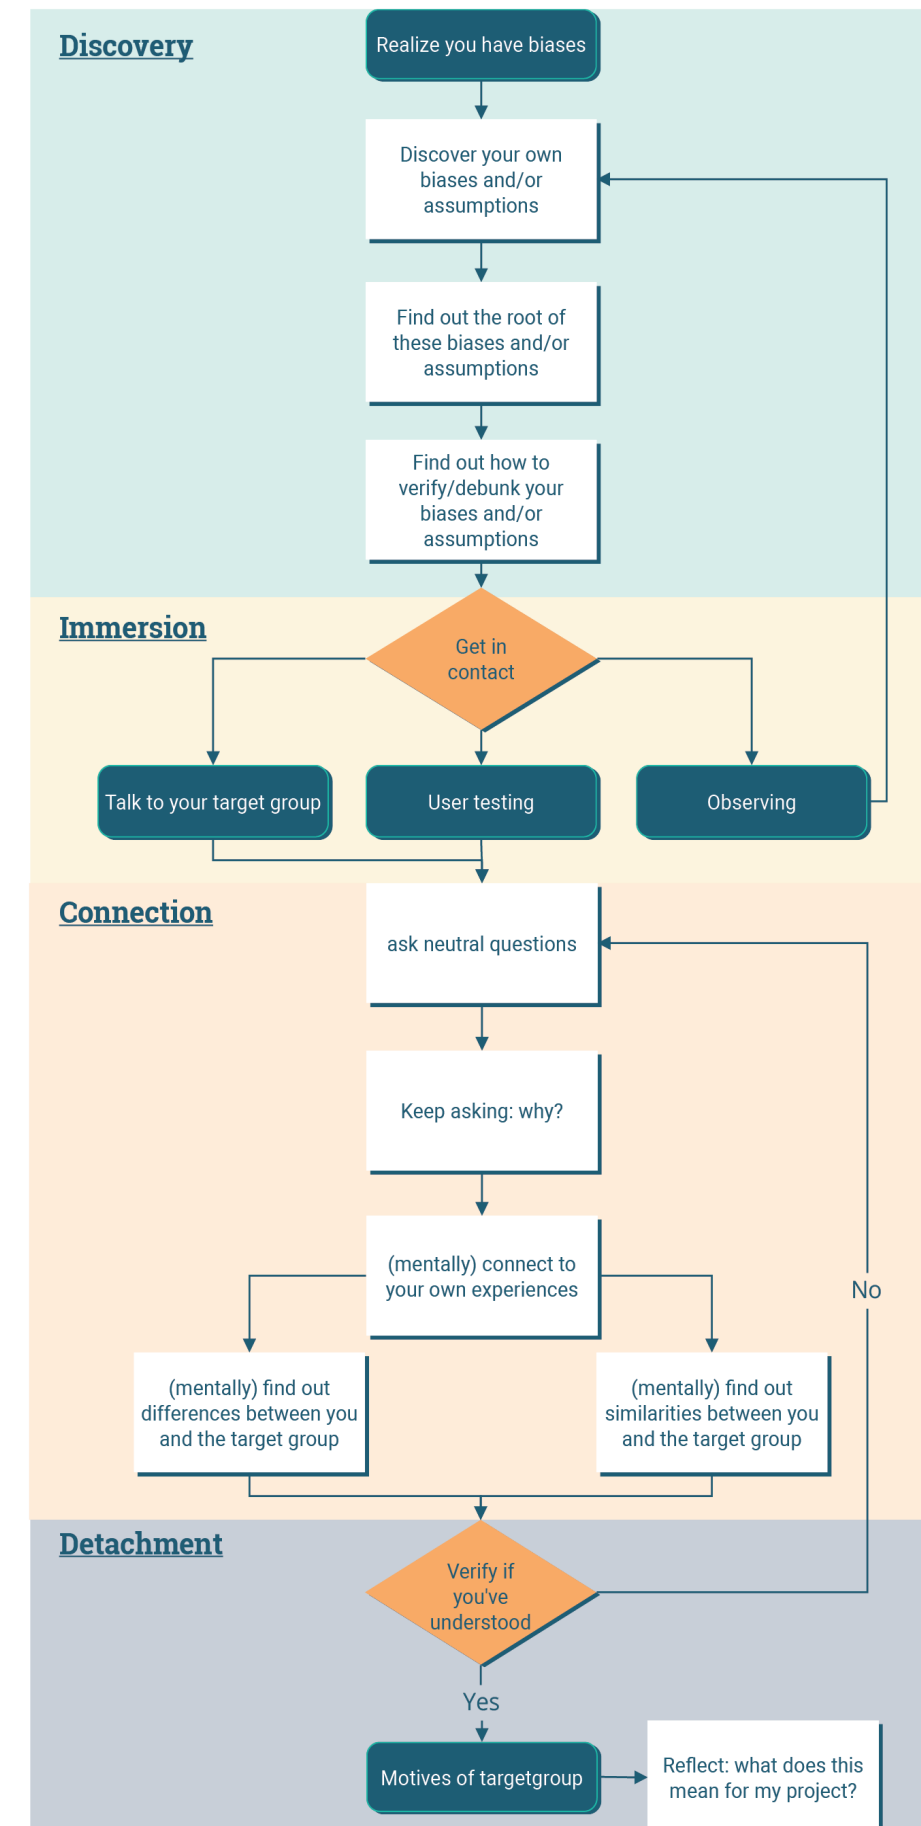 Discovery
Realize you have biases
Discover your own
biases and/or
assumptions
Find out the root of
these biases and/or
assumptions
Find out how to
verify/debunk your
biases and/or
assumptions
Immersion
Get in
contact
Talk to your target group
User testing
Observing
Connection
ask neutral questions
Keep asking: why?
(mentally) connect to
your own experiences
No
(mentally) find out
differences between you
and the target group
(mentally) find out
similarities between you
and the target group
Detachment
Verify if
you've
understood
Yes
Motives of targetgroup
Reflect: what does this
mean for my project?